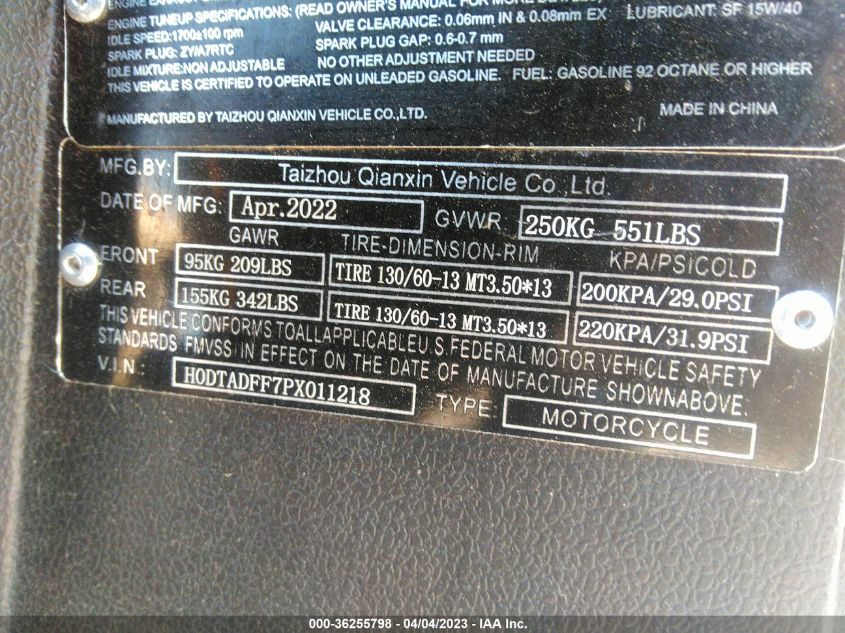 ENGINE TUNEUP SPECIFICATIONS: (READ OWNER'S MANUAL FOR MORE
IDLE SPEED:1700±100 rpm VALVE CLEARANCE: 0.06mm IN & 0.08mm EX LUBRICANT: SF 15W/40
SPARK PLUG: ZYIA7RTC SPARK PLUG GAP: 0.6-0.7 mm
IDLE MIXTURE:NON ADJUSTABLE NO OTHER ADJUSTMENT NEEDED
THIS VEHICLE IS CERTIFIED TO OPERATE ON UNLEADED GASOLINE. FUEL: GASOLINE 92 OCTANE OR HIGHER
MANUFACTURED BY TAIZHOU QIANXIN VEHICLE CO.,LTD. MADE IN CHINA
MFG.BY: Taizhou Qianxin Vehicle Co.,Ltd.
DATE OF MFG: Apr.2022 GVWR: 250KG 551LBS
GAWR TIRE-DIMENSION-RIM KPA/PSICOLD
FRONT 95KG 209LBS TIRE 130/60-13 MT3.50*13 200KPA/29.0PSI
REAR 155KG 342LBS TIRE 130/60-13 MT3.50*13 220KPA/31.9PSI
THIS VEHICLE CONFORMS TOALLAPPLICABLEU.S.FEDERAL MOTOR VEHICLE SAFETY
STANDARDS FMVSS IN EFFECT ON THE DATE OF MANUFACTURE SHOWNABOVE.
V.I.N.: H0DTADFF7PX011218 TYPE: MOTORCYCLE
000-36255798 - 04/04/2023 - IAA Inc.